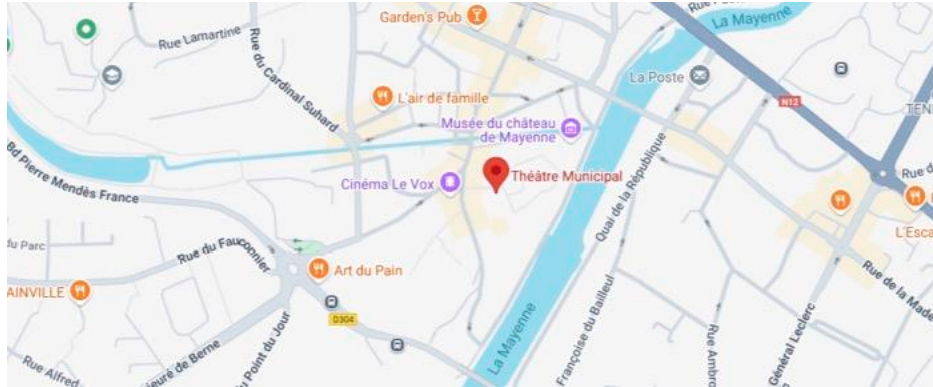 Garden's Pub
La Mayenne
Rue Lamartine
Rue du Cardinal Suhard
La Poste
L'air de famille
N12
TEN
Musée du château
de Mayenne
Théâtre Municipal
Cinéma Le Vox
Quai de la République
Bd Pierre Mendès France
Rue d
L'Esca
du Parc
Rue du Fauconnier
Art du Pain
AINVILLE
D304
La Mayenne
Françoise du Bailleul
Rue Ambro
Général Leclerc
Rue de la Made
Rue Alfred
leuré de Berne
u Point du Jour